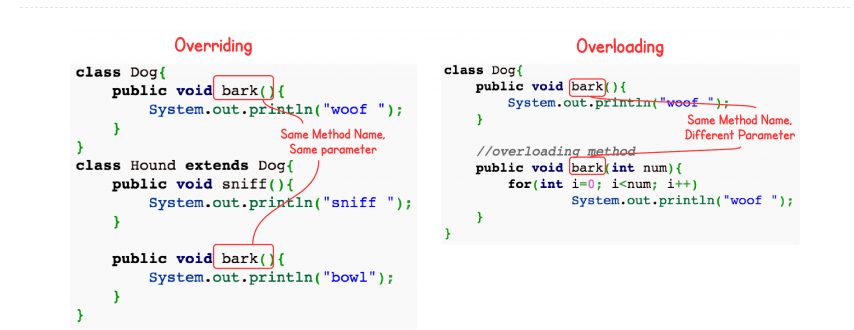 Overriding
class Dog{
public void bark(){
System.out.println("woof ");
}
}
class Hound extends Dog{
public void sniff(){
System.out.println("sniff ");
}
public void bark(){
System.out.println("bowl");
}
}
Same Method Name,
Same parameter
Overloading
class Dog{
public void bark(){
System.out.println("woof ");
}
//overloading method
public void bark(int num){
for(int i=0; i<num; i++)
System.out.println("woof ");
}
}
Same Method Name,
Different Parameter